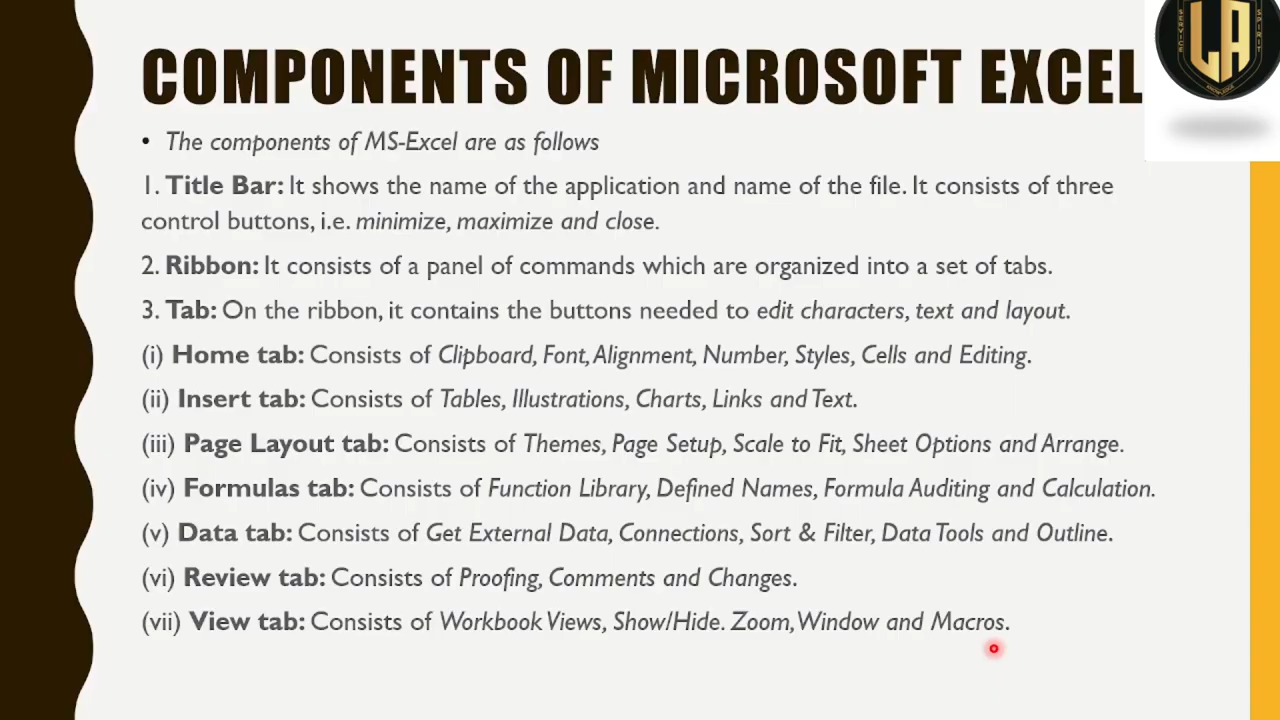 COMPONENTS OF MICROSOFT EXCEL
LA
SERVICE
SPIRIT
KNOWLEDGE
• The components of MS-Excel are as follows
1. Title Bar: It shows the name of the application and name of the file. It consists of three
control buttons, i.e. minimize, maximize and close.
2. Ribbon: It consists of a panel of commands which are organized into a set of tabs.
3. Tab: On the ribbon, it contains the buttons needed to edit characters, text and layout.
(i) Home tab: Consists of Clipboard, Font, Alignment, Number, Styles, Cells and Editing.
(ii) Insert tab: Consists of Tables, Illustrations, Charts, Links and Text.
(iii) Page Layout tab: Consists of Themes, Page Setup, Scale to Fit, Sheet Options and Arrange.
(iv) Formulas tab: Consists of Function Library, Defined Names, Formula Auditing and Calculation.
(v) Data tab: Consists of Get External Data, Connections, Sort & Filter, Data Tools and Outline.
(vi) Review tab: Consists of Proofing, Comments and Changes.
(vii) View tab: Consists of Workbook Views, Show/Hide. Zoom, Window and Macros.